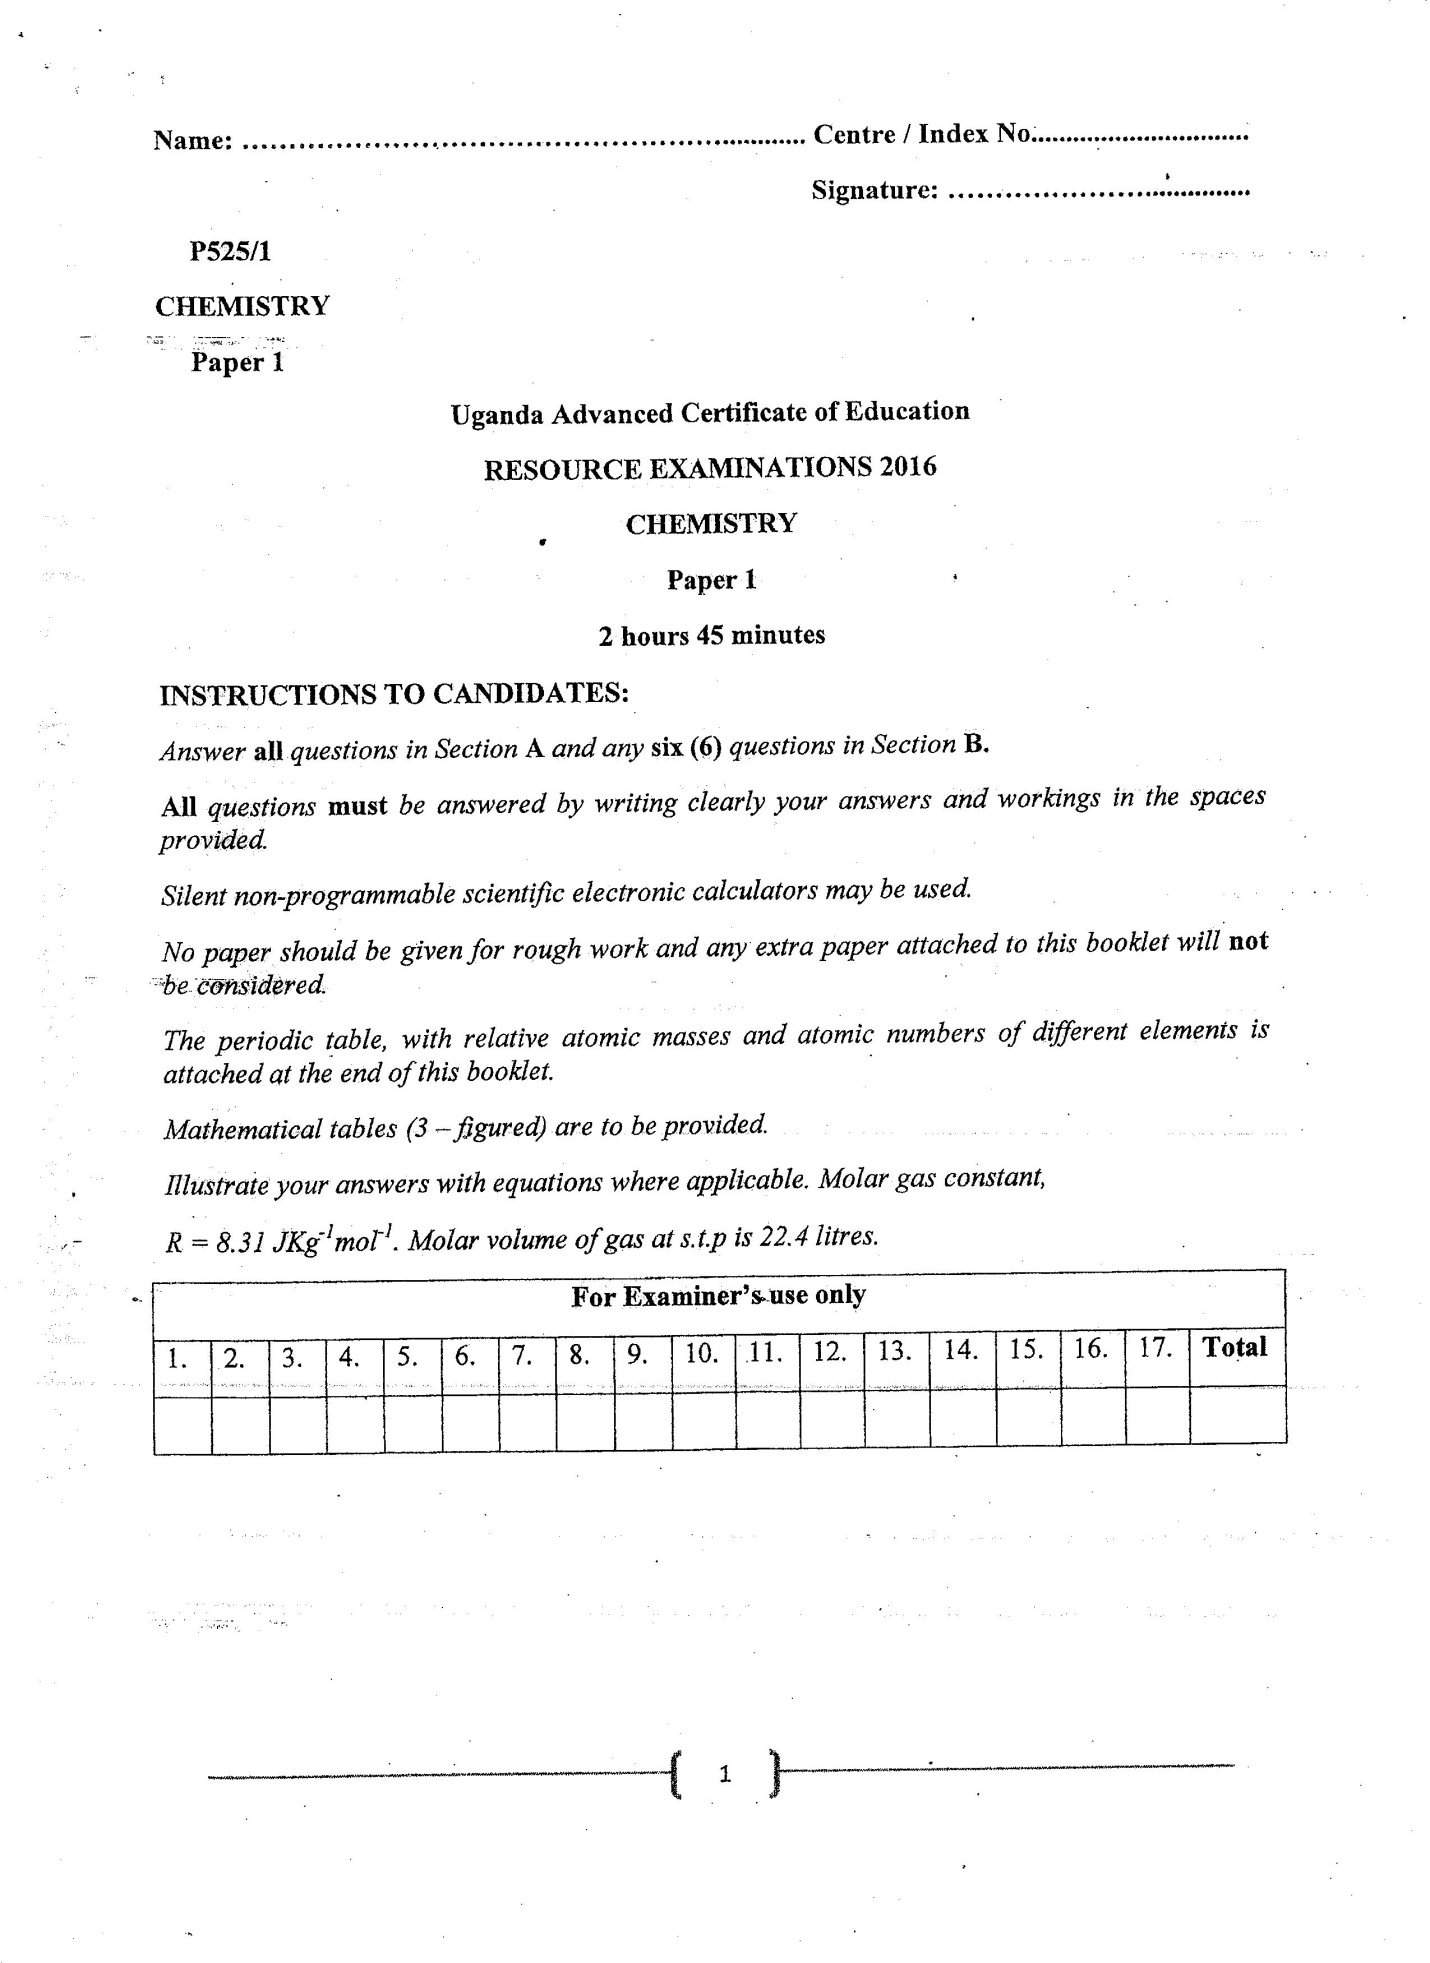 Name: ................................................................ Centre / Index No:..............................
Signature: ....................................
P525/1
CHEMISTRY
Paper 1
Uganda Advanced Certificate of Education
RESOURCE EXAMINATIONS 2016
CHEMISTRY
Paper 1
2 hours 45 minutes
INSTRUCTIONS TO CANDIDATES:
Answer all questions in Section A and any six (6) questions in Section B.
All questions must be answered by writing clearly your answers and workings in the spaces
provided.
Silent non-programmable scientific electronic calculators may be used.
No paper should be given for rough work and any extra paper attached to this booklet will not
be considered.
The periodic table, with relative atomic masses and atomic numbers of different elements is
attached at the end of this booklet.
Mathematical tables (3 – figured) are to be provided.
Illustrate your answers with equations where applicable. Molar gas constant,
R = 8.31 JKg⁻¹mol⁻¹. Molar volume of gas at s.t.p is 22.4 litres.
For Examiner's use only
1. 2. 3. 4. 5. 6. 7. 8. 9. 10. 11. 12. 13. 14. 15. 16. 17. Total
1